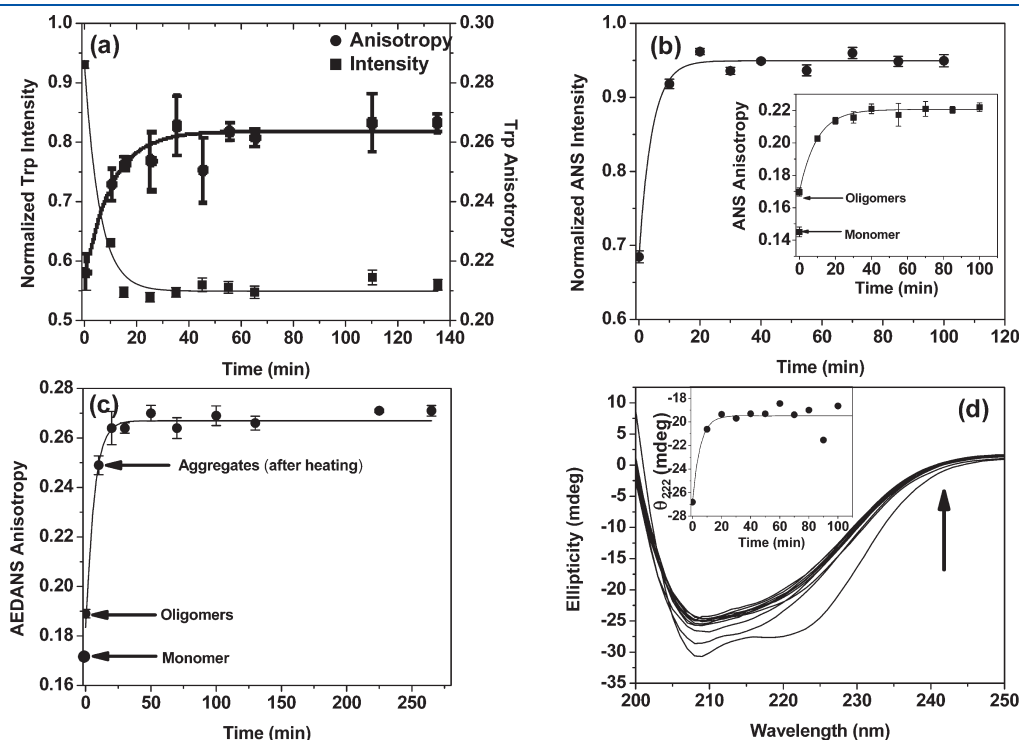 (a)
Anisotropy
Intensity
1.0
0.9
0.8
0.7
0.6
0.5
Normalized Trp Intensity
0.30
0.28
0.26
0.24
0.22
0.20
Trp Anisotropy
0 20 40 60 80 100 120 140
Time (min)
(b)
1.0
0.9
0.8
0.7
0.6
Normalized ANS Intensity
0.22
0.20
0.18
0.16
0.14
ANS Anisotropy
Oligomers
Monomer
0 20 40 60 80 100
Time (min)
0 20 40 60 80 100 120
Time (min)
(c)
0.28
0.26
0.24
0.22
0.20
0.18
0.16
AEDANS Anisotropy
Aggregates (after heating)
Oligomers
Monomer
0 50 100 150 200 250
Time (min)
(d)
10
5
0
-5
-10
-15
-20
-25
-30
-35
Ellipticity (mdeg)
-18
-20
-22
-24
-26
-28
θ222 (mdeg)
0 20 40 60 80 100
Time (min)
200 210 220 230 240 250
Wavelength (nm)